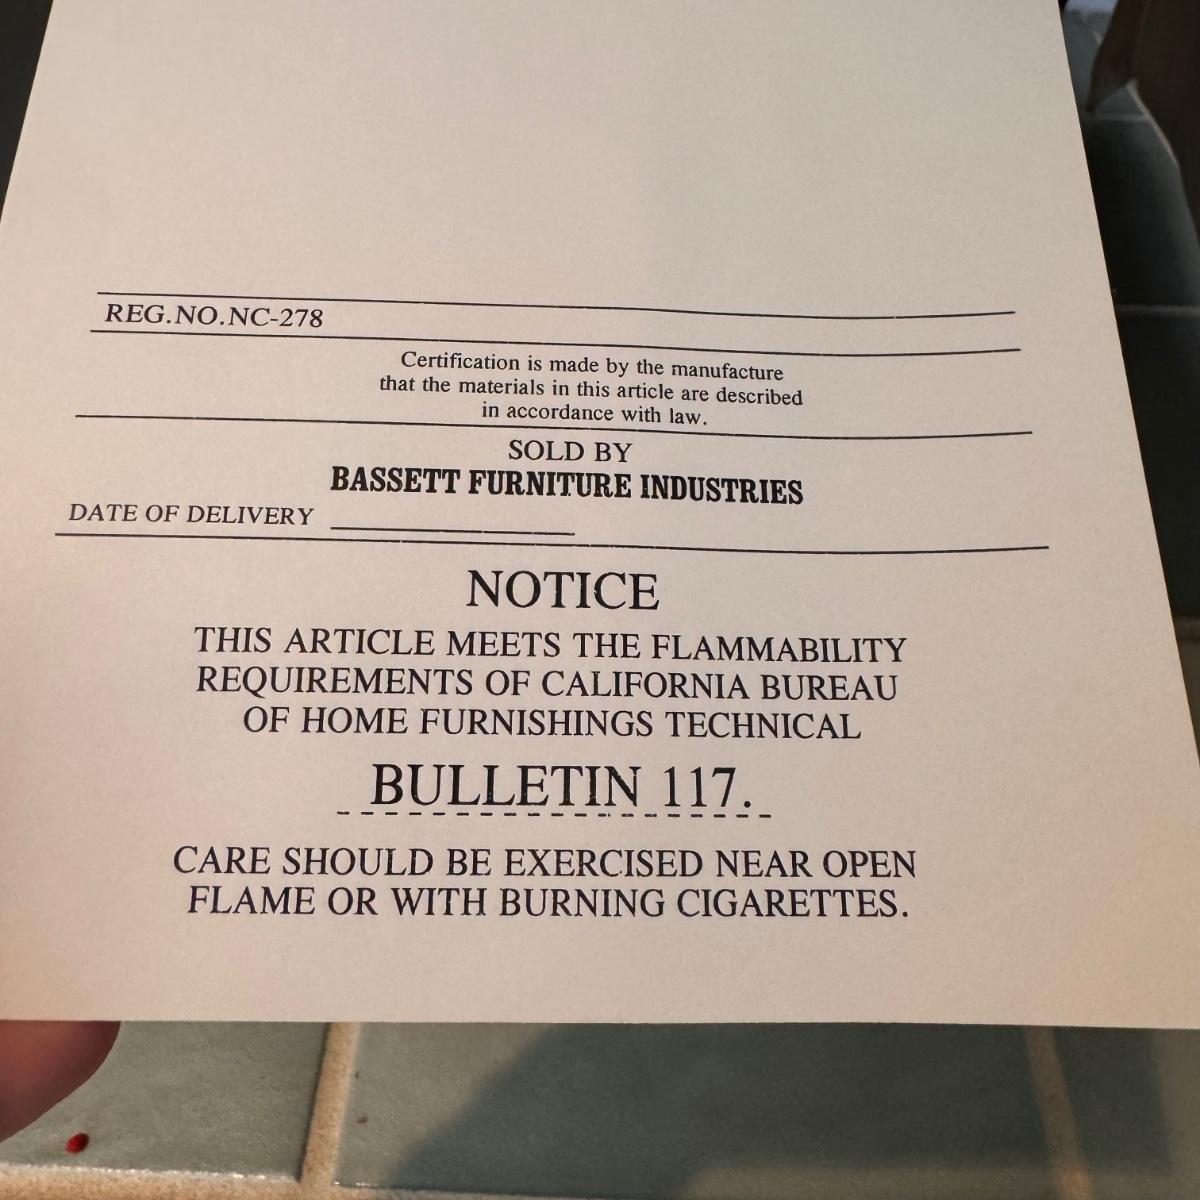 REG.NO.NC-278
Certification is made by the manufacture
that the materials in this article are described
in accordance with law.
SOLD BY
BASSETT FURNITURE INDUSTRIES
DATE OF DELIVERY
NOTICE
THIS ARTICLE MEETS THE FLAMMABILITY
REQUIREMENTS OF CALIFORNIA BUREAU
OF HOME FURNISHINGS TECHNICAL
BULLETIN 117.
CARE SHOULD BE EXERCISED NEAR OPEN
FLAME OR WITH BURNING CIGARETTES.